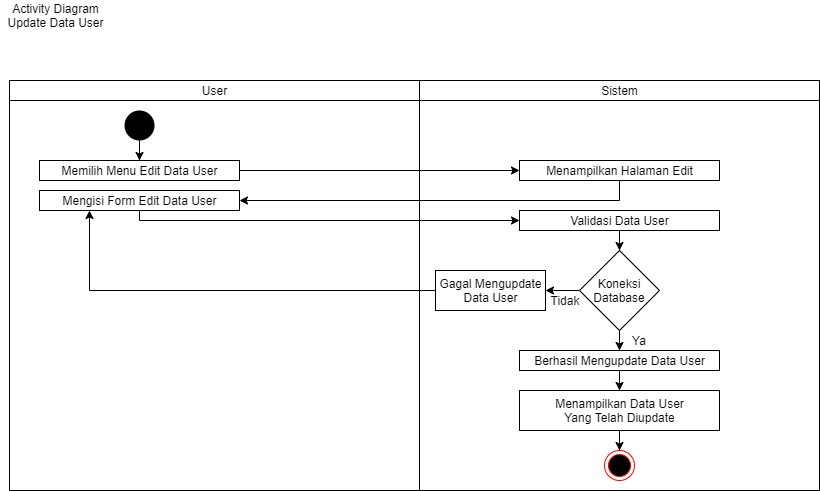 Activity Diagram
Update Data User
User
Sistem
Memilih Menu Edit Data User
Menampilkan Halaman Edit
Mengisi Form Edit Data User
Validasi Data User
Gagal Mengupdate
Data User
Koneksi
Database
Tidak
Ya
Berhasil Mengupdate Data User
Menampilkan Data User
Yang Telah Diupdate